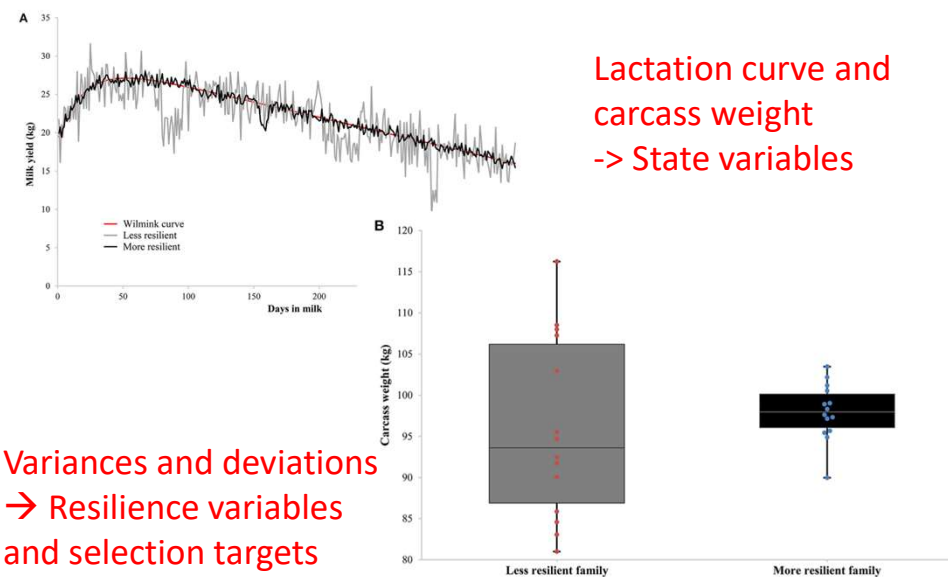 A
35
30
25
20
15
10
5
0
Milk yield (kg)
Wilmink curve
Less resilient
More resilient
0 50 100 150 200
Days in milk
Lactation curve and
carcass weight
-> State variables
B
120
115
110
105
100
95
90
85
80
Carcass weight (kg)
Less resilient family More resilient family
Variances and deviations
→ Resilience variables
and selection targets